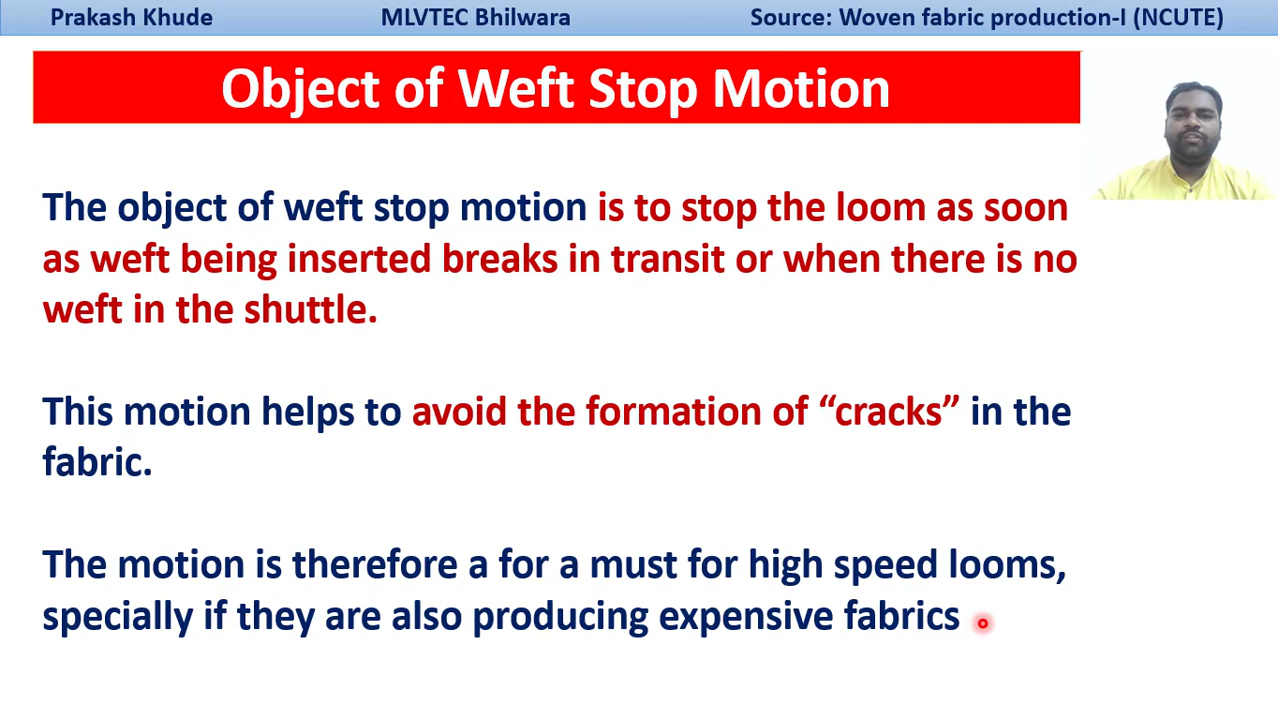 Prakash Khude MLVTEC Bhilwara Source: Woven fabric production-I (NCUTE)
Object of Weft Stop Motion
The object of weft stop motion is to stop the loom as soon
as weft being inserted breaks in transit or when there is no
weft in the shuttle.
This motion helps to avoid the formation of “cracks” in the
fabric.
The motion is therefore a for a must for high speed looms,
specially if they are also producing expensive fabrics